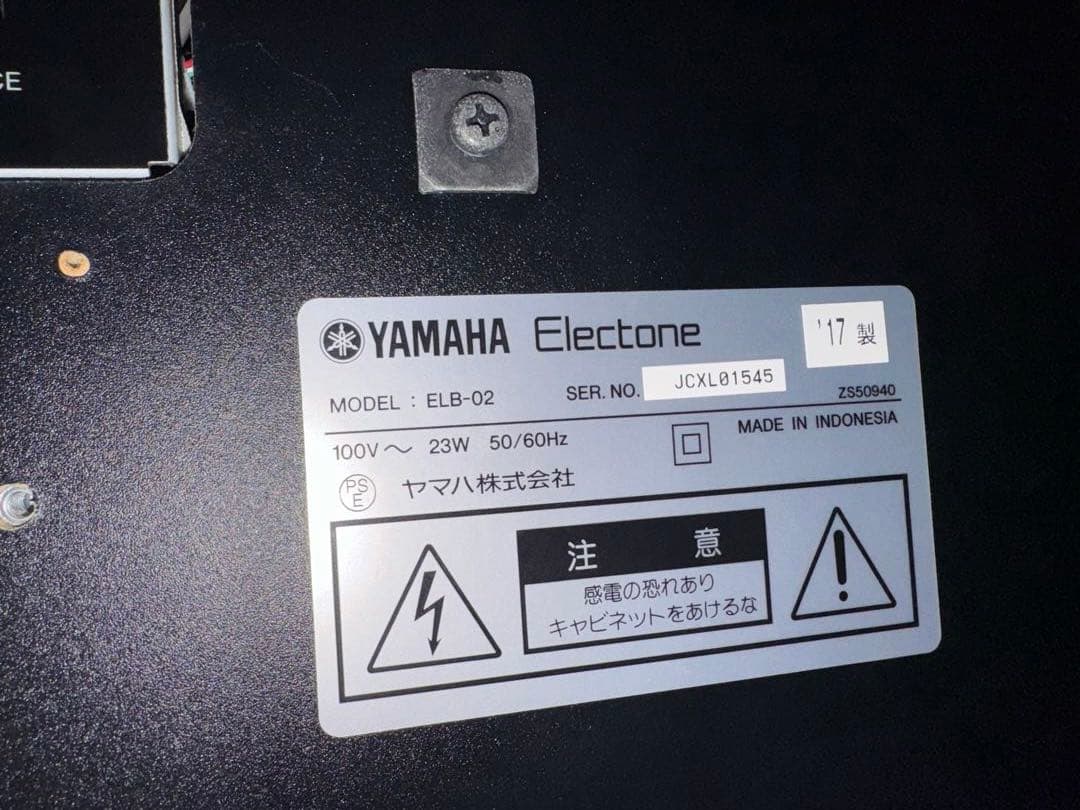 CE
YAMAHA Electone
'17 製
MODEL : ELB-02 SER. NO. JCXL01545
ZS50940
100V～ 23W 50/60Hz
MADE IN INDONESIA
PS
E
ヤマハ株式会社
注 意
感電の恐れあり
キャビネットをあけるな